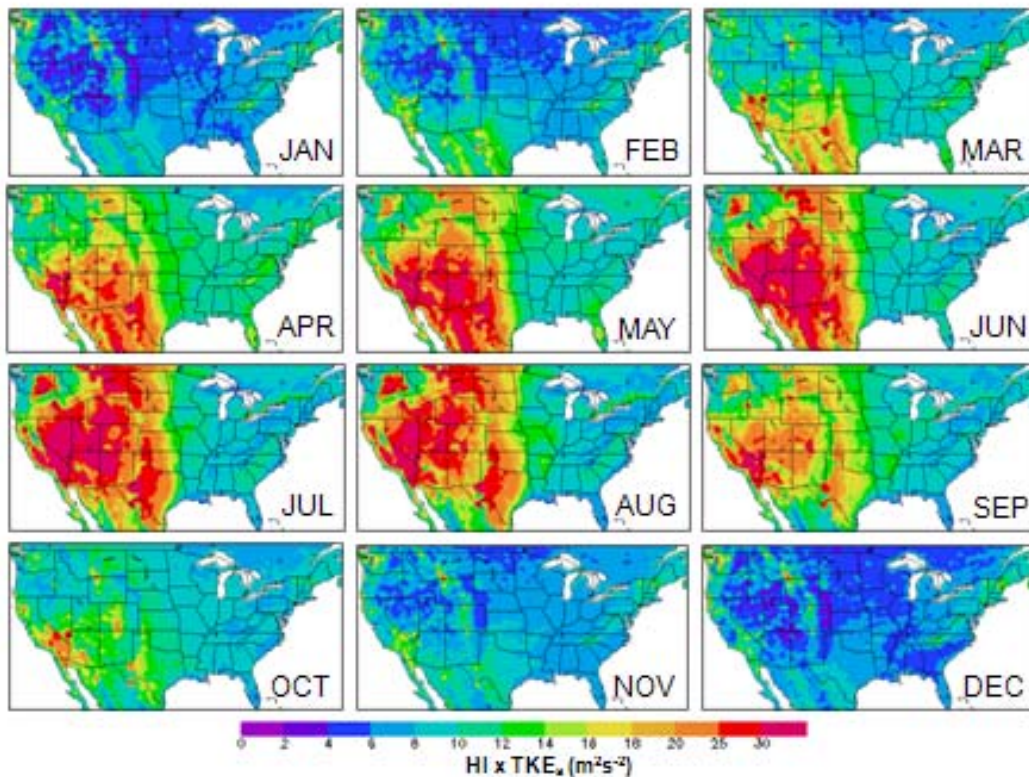 JAN FEB MAR
APR MAY JUN
JUL AUG SEP
OCT NOV DEC
0 2 4 6 8 10 12 14 16 18 20 25 30
HI x TKEₛ (m²s⁻²)